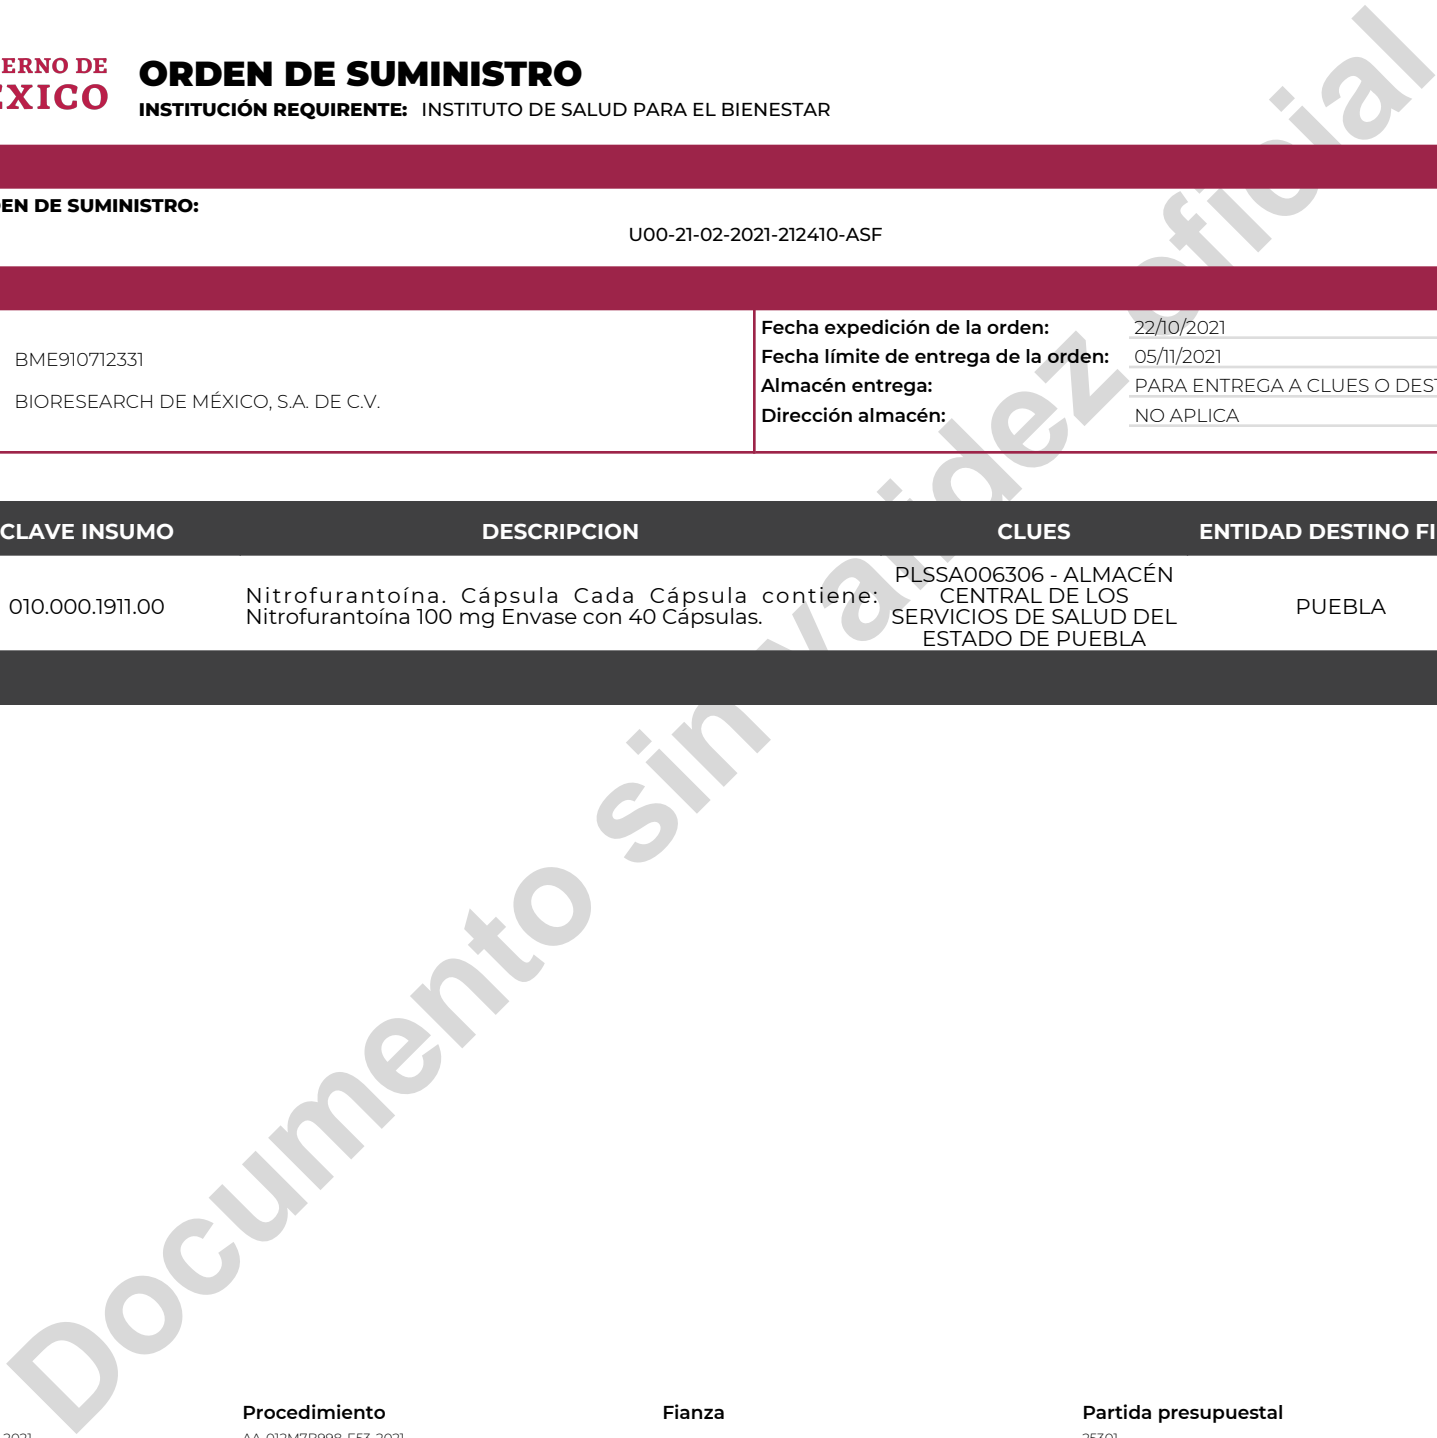 ERNO DE
ÉXICO
ORDEN DE SUMINISTRO
INSTITUCIÓN REQUIRENTE: INSTITUTO DE SALUD PARA EL BIENESTAR
EN DE SUMINISTRO:
U00-21-02-2021-212410-ASF
BME910712331
BIORESEARCH DE MÉXICO, S.A. DE C.V.
Fecha expedición de la orden: 22/10/2021
Fecha límite de entrega de la orden: 05/11/2021
Almacén entrega: PARA ENTREGA A CLUES O DEST
Dirección almacén: NO APLICA
CLAVE INSUMO DESCRIPCION CLUES ENTIDAD DESTINO FI
010.000.1911.00
Nitrofurantoína. Cápsula Cada Cápsula contiene:
Nitrofurantoína 100 mg Envase con 40 Cápsulas.
PLSSA006306 - ALMACÉN
CENTRAL DE LOS
SERVICIOS DE SALUD DEL
ESTADO DE PUEBLA
PUEBLA
Documento sin validez oficial
Procedimiento Fianza Partida presupuestal